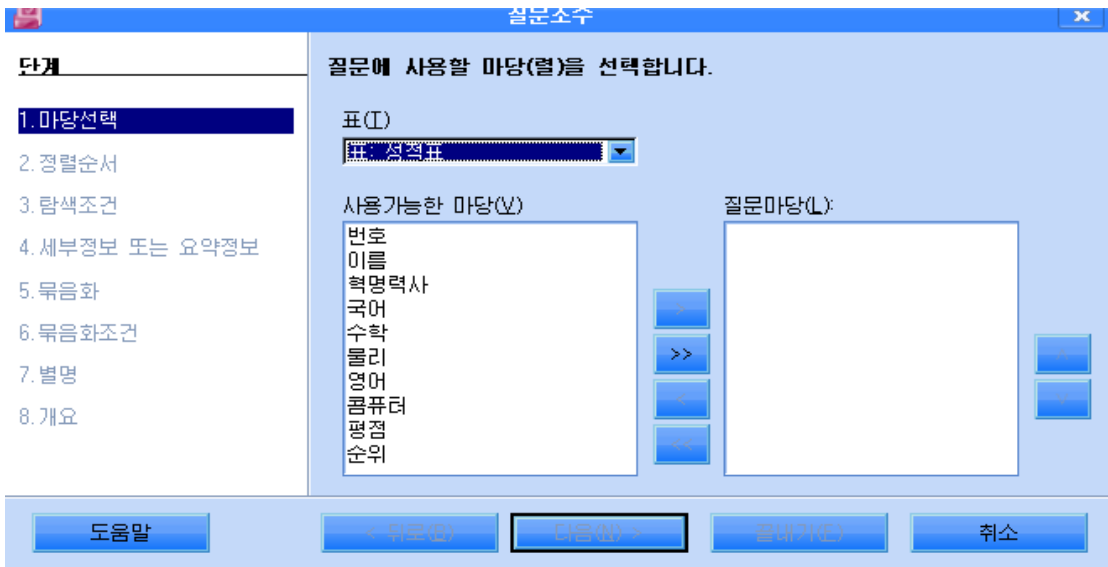 질문조수
단계
질문에 사용할 마당(렬)을 선택합니다.
1.마당선택
2.정렬순서
3.탐색조건
4.세부정보 또는 요약정보
5.묶음화
6.묶음화조건
7.별명
8.개요
표(T)
표: 성적표
사용가능한 마당(V)
번호
이름
혁명력사
국어
수학
물리
영어
콤퓨터
평점
순위
>
>>
<
<<
질문마당(L):
도움말
< 뒤로(B)
다음(N) >
끝내기(F)
취소